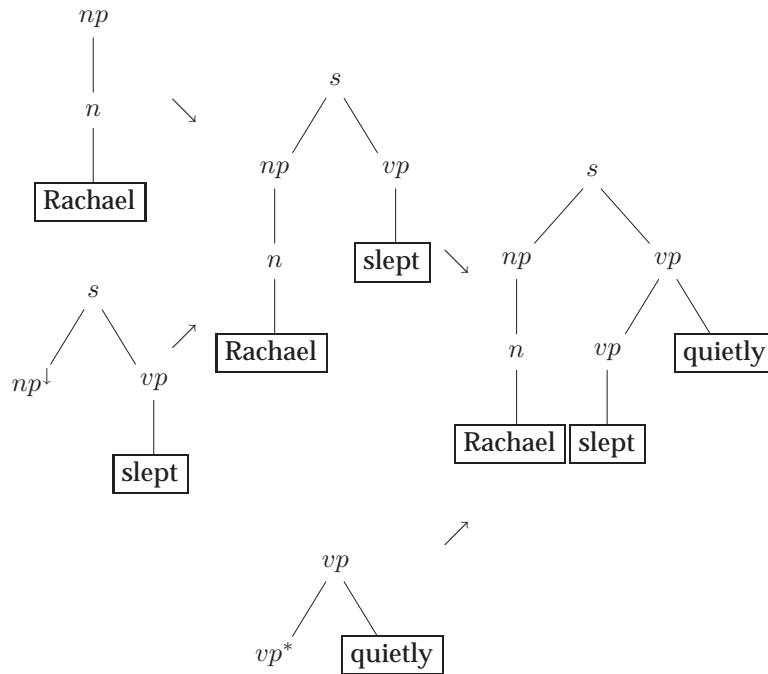 np
n
Rachael
s
np↓ vp
slept
s
np vp
n slept
Rachael
vp
vp* quietly
s
np vp
n vp quietly
Rachael slept